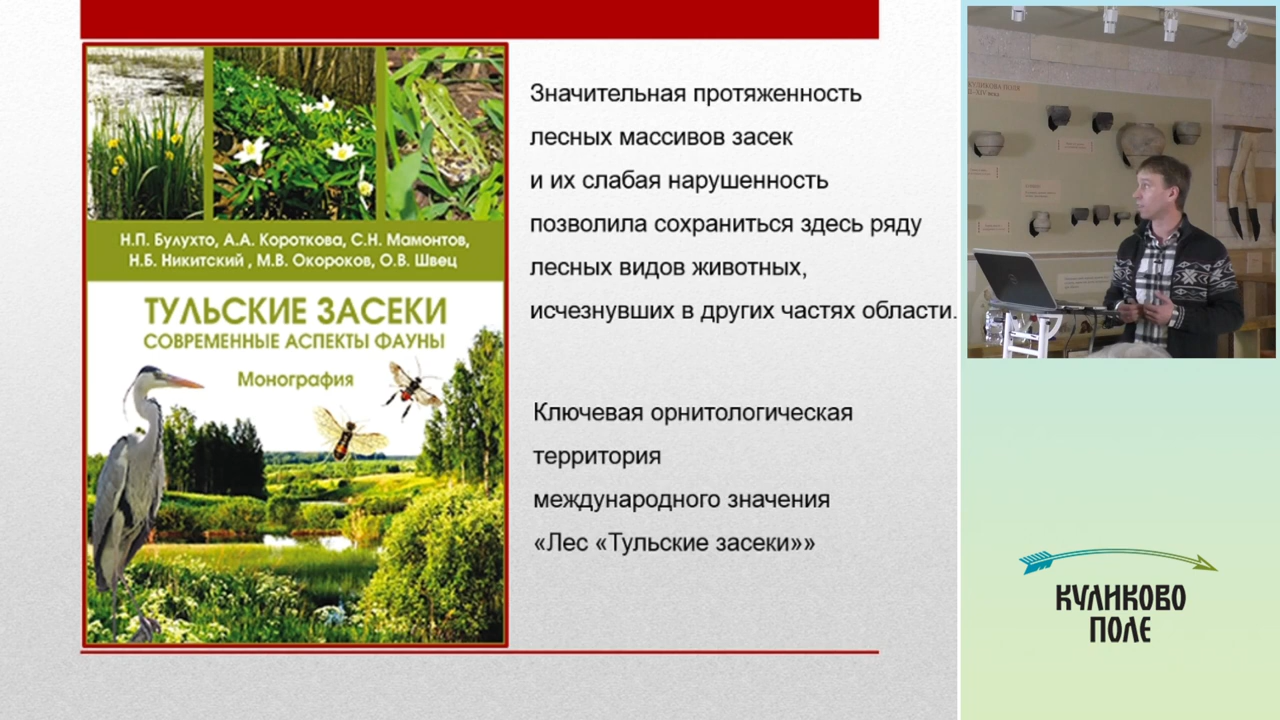 Н.П. Булухто, А.А. Короткова, С.Н. Мамонтов,
Н.Б. Никитский , М.В. Окороков, О.В. Швец
ТУЛЬСКИЕ ЗАСЕКИ
СОВРЕМЕННЫЕ АСПЕКТЫ ФАУНЫ
Монография
Значительная протяженность
лесных массивов засек
и их слабая нарушенность
позволила сохраниться здесь ряду
лесных видов животных,
исчезнувших в других частях области.
Ключевая орнитологическая
территория
международного значения
«Лес «Тульские засеки»»
КУЛИКОВО
ПОЛЕ